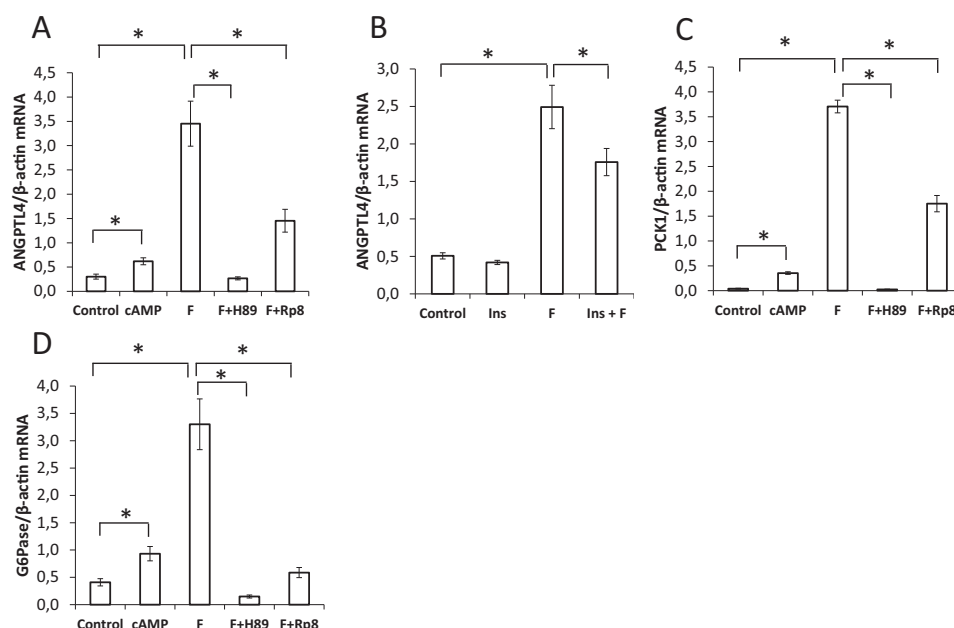 A
ANGPTL4/β-actin mRNA
4,5
4,0
3,5
3,0
2,5
2,0
1,5
1,0
0,5
0,0
* * * *
Control cAMP F F+H89 F+Rp8
B
ANGPTL4/β-actin mRNA
3,0
2,5
2,0
1,5
1,0
0,5
0,0
* *
Control Ins F Ins + F
C
PCK1/β-actin mRNA
4,5
4,0
3,5
3,0
2,5
2,0
1,5
1,0
0,5
0,0
* * * *
Control cAMP F F+H89 F+Rp8
D
G6Pase/β-actin mRNA
4,0
3,5
3,0
2,5
2,0
1,5
1,0
0,5
0,0
* * * *
Control cAMP F F+H89 F+Rp8